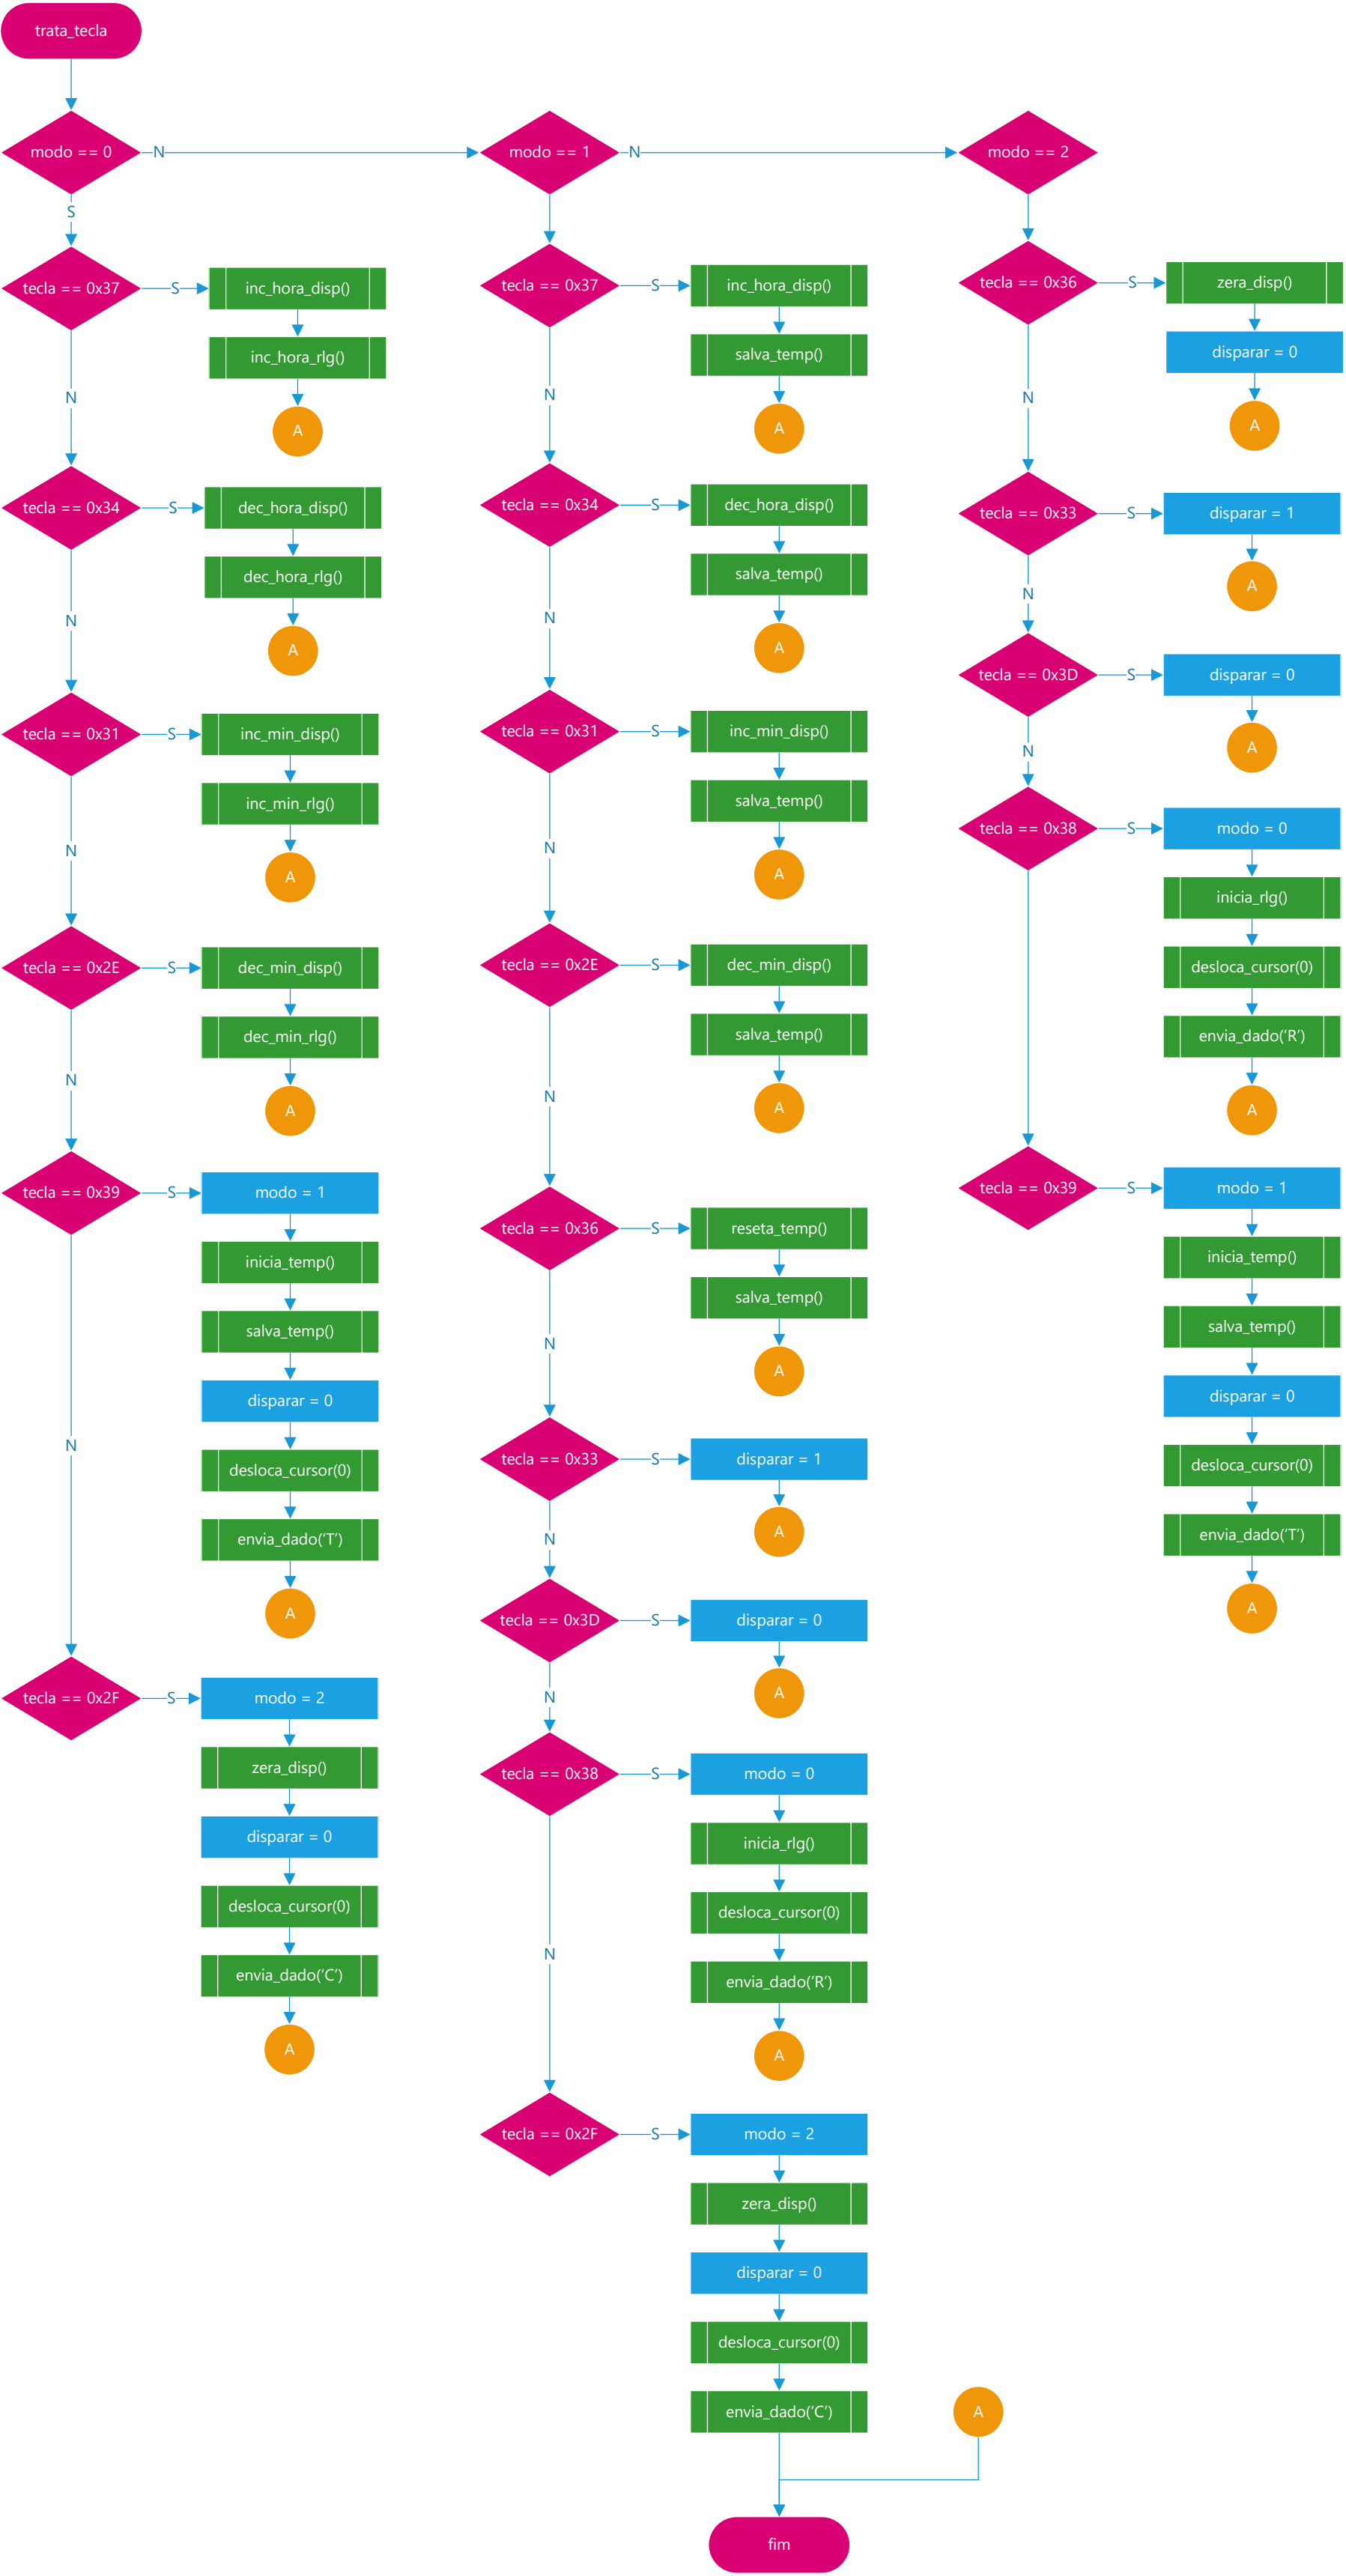 trata_tecla
modo == 0
N
modo == 1
N
modo == 2
S
tecla == 0x37
S
inc_hora_disp()
inc_hora_rlg()
A
N
tecla == 0x34
S
dec_hora_disp()
dec_hora_rlg()
A
N
tecla == 0x31
S
inc_min_disp()
inc_min_rlg()
A
N
tecla == 0x2E
S
dec_min_disp()
dec_min_rlg()
A
N
tecla == 0x39
S
modo = 1
inicia_temp()
salva_temp()
disparar = 0
desloca_cursor(0)
envia_dado(‘T’)
A
N
tecla == 0x2F
S
modo = 2
zera_disp()
disparar = 0
desloca_cursor(0)
envia_dado(‘C’)
A
tecla == 0x37
S
inc_hora_disp()
salva_temp()
A
N
tecla == 0x34
S
dec_hora_disp()
salva_temp()
A
N
tecla == 0x31
S
inc_min_disp()
salva_temp()
A
N
tecla == 0x2E
S
dec_min_disp()
salva_temp()
A
N
tecla == 0x36
S
reseta_temp()
salva_temp()
A
N
tecla == 0x33
S
disparar = 1
A
N
tecla == 0x3D
S
disparar = 0
A
N
tecla == 0x38
S
modo = 0
inicia_rlg()
desloca_cursor(0)
envia_dado(‘R’)
A
N
tecla == 0x2F
S
modo = 2
zera_disp()
disparar = 0
desloca_cursor(0)
envia_dado(‘C’)
A
fim
tecla == 0x36
S
zera_disp()
disparar = 0
A
N
tecla == 0x33
S
disparar = 1
A
N
tecla == 0x3D
S
disparar = 0
A
N
tecla == 0x38
S
modo = 0
inicia_rlg()
desloca_cursor(0)
envia_dado(‘R’)
A
tecla == 0x39
S
modo = 1
inicia_temp()
salva_temp()
disparar = 0
desloca_cursor(0)
envia_dado(‘T’)
A